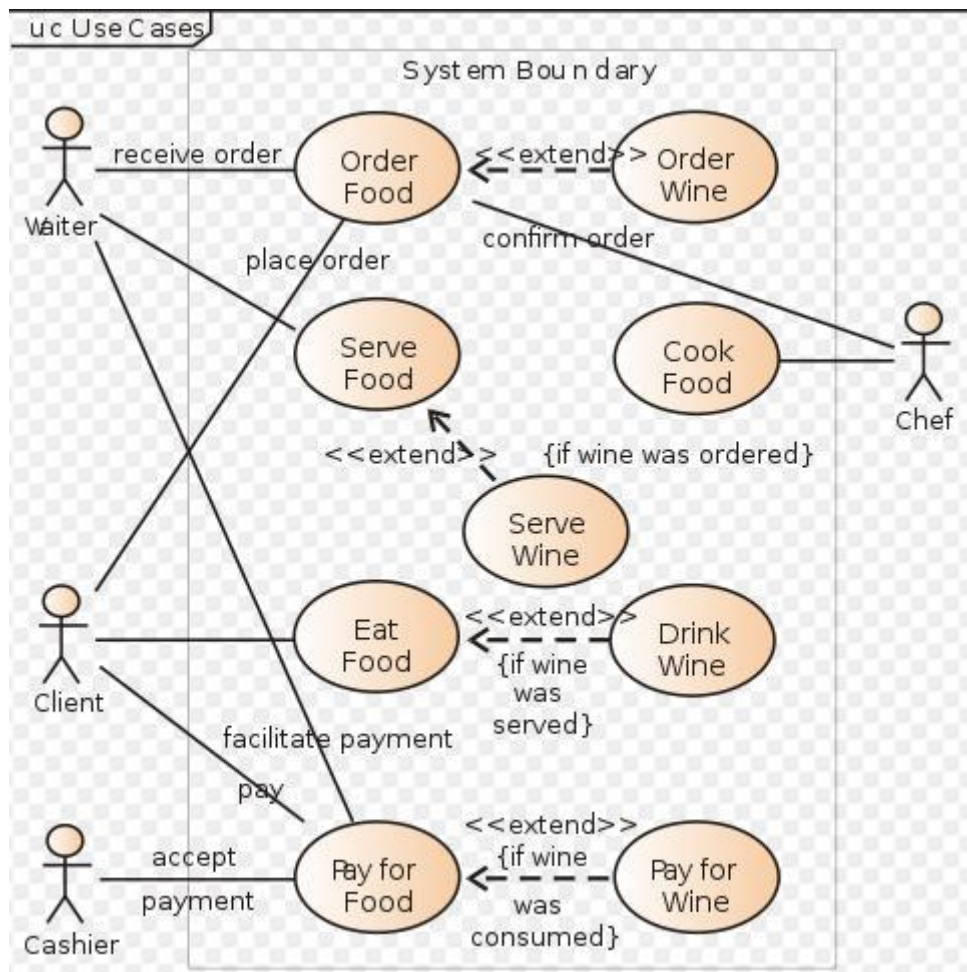 uc Use Cases
System Boundary
receive order
Order
Food
<<extend>>
Order
Wine
Waiter
confirm order
place order
Serve
Food
Cook
Food
Chef
<<extend>>
{if wine was ordered}
Serve
Wine
Eat
Food
<<extend>>
{if wine
was
served}
Drink
Wine
Client
facilitate payment
pay
accept
payment
Pay for
Food
<<extend>>
{if wine
was
consumed}
Pay for
Wine
Cashier